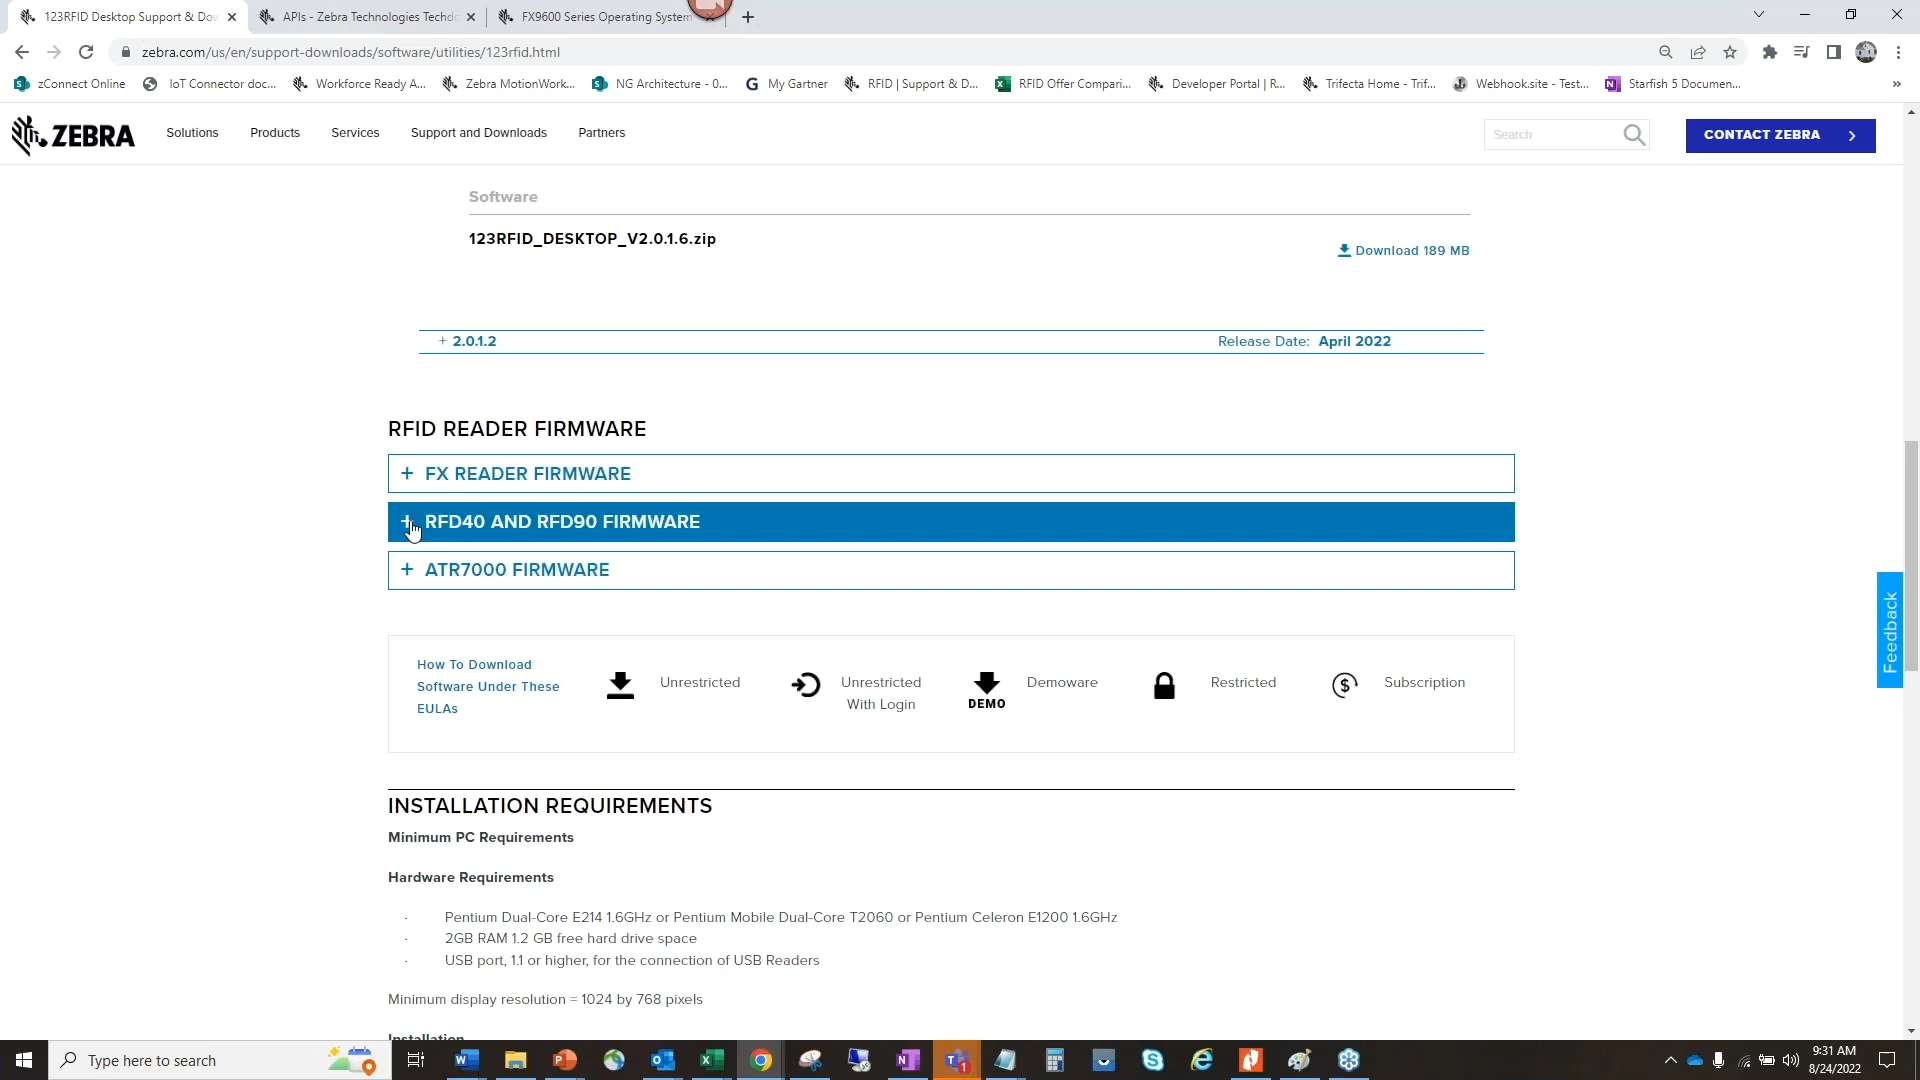 123RFID Desktop Support & Dow
APIs - Zebra Technologies Techdo
FX9600 Series Operating System
zebra.com/us/en/support-downloads/software/utilities/123rfid.html
zConnect Online
IoT Connector doc...
Workforce Ready A...
Zebra MotionWork...
NG Architecture - 0...
My Gartner
RFID | Support & D...
RFID Offer Compari...
Developer Portal | R...
Trifecta Home - Trif...
Webhook.site - Test...
Starfish 5 Documen...
ZEBRA
Solutions
Products
Services
Support and Downloads
Partners
Search
CONTACT ZEBRA
Software
123RFID_DESKTOP_V2.0.1.6.zip
Download 189 MB
+ 2.0.1.2
Release Date: April 2022
RFID READER FIRMWARE
+ FX READER FIRMWARE
+ RFD40 AND RFD90 FIRMWARE
+ ATR7000 FIRMWARE
How To Download
Software Under These
EULAs
Unrestricted
Unrestricted
With Login
DEMO
Demoware
Restricted
$
Subscription
Feedback
INSTALLATION REQUIREMENTS
Minimum PC Requirements
Hardware Requirements
· Pentium Dual-Core E214 1.6GHz or Pentium Mobile Dual-Core T2060 or Pentium Celeron E1200 1.6GHz
· 2GB RAM 1.2 GB free hard drive space
· USB port, 1.1 or higher, for the connection of USB Readers
Minimum display resolution = 1024 by 768 pixels
Installation
Type here to search
9:31 AM
8/24/2022